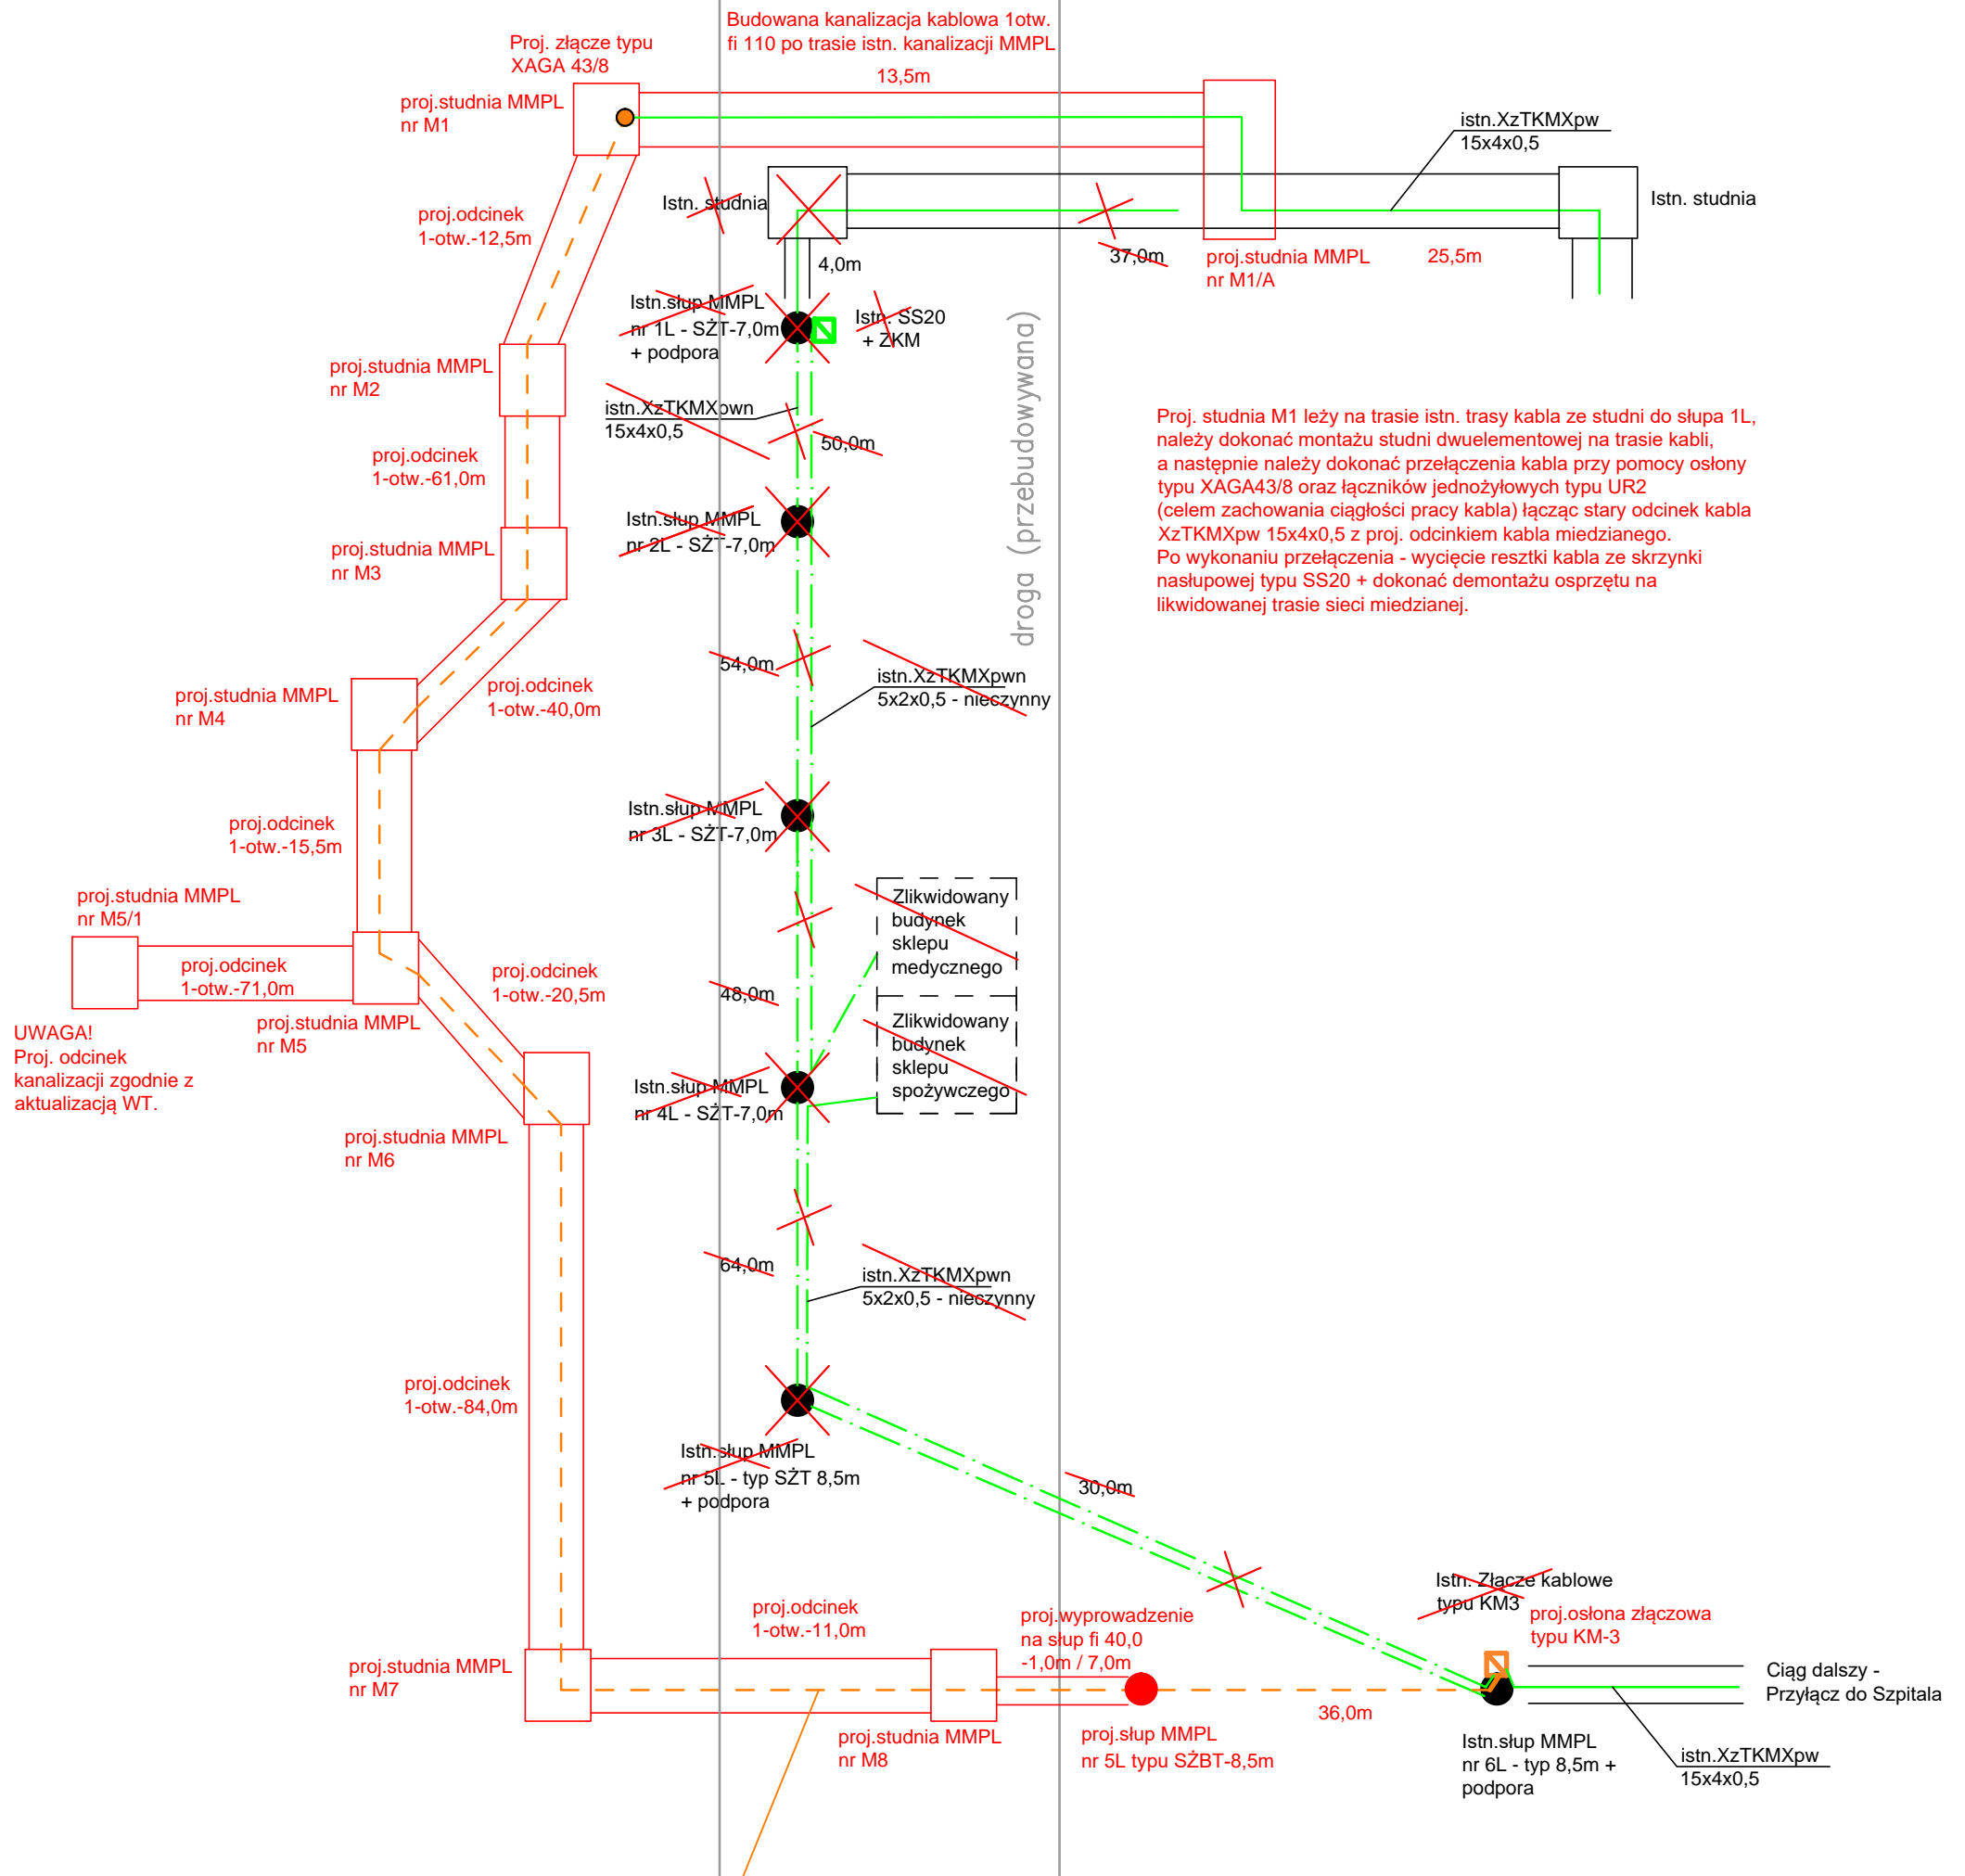 Budowana kanalizacja kablowa 1otw.
fi 110 po trasie istn. kanalizacji MMPL
13,5m
Proj. złącze typu
XAGA 43/8
proj.studnia MMPL
nr M1
istn.XzTKMXpw
15x4x0,5
Istn. studnia
Istn. studnia
proj.odcinek
1-otw.-12,5m
4,0m
37,0m
proj.studnia MMPL
nr M1/A
25,5m
Istn.słup MMPL
nr 1L - SŻT-7,0m
+ podpora
Istn. SS20
+ ZKM
droga (przebudowywana)
proj.studnia MMPL
nr M2
istn.XzTKMXpwn
15x4x0,5
50,0m
Proj. studnia M1 leży na trasie istn. trasy kabla ze studni do słupa 1L,
należy dokonać montażu studni dwuelementowej na trasie kabli,
a następnie należy dokonać przełączenia kabla przy pomocy osłony
typu XAGA43/8 oraz łączników jednożyłowych typu UR2
(celem zachowania ciągłości pracy kabla) łącząc stary odcinek kabla
XzTKMXpw 15x4x0,5 z proj. odcinkiem kabla miedzianego.
Po wykonaniu przełączenia - wycięcie resztki kabla ze skrzynki
nasłupowej typu SS20 + dokonać demontażu osprzętu na
likwidowanej trasie sieci miedzianej.
proj.odcinek
1-otw.-61,0m
Istn.słup MMPL
nr 2L - SŻT-7,0m
proj.studnia MMPL
nr M3
54,0m
istn.XzTKMXpwn
5x2x0,5 - nieczynny
proj.odcinek
1-otw.-40,0m
proj.studnia MMPL
nr M4
Istn.słup MMPL
nr 3L - SŻT-7,0m
proj.odcinek
1-otw.-15,5m
proj.studnia MMPL
nr M5/1
Zlikwidowany
budynek
sklepu
medycznego
proj.odcinek
1-otw.-71,0m
proj.odcinek
1-otw.-20,5m
48,0m
proj.studnia MMPL
nr M5
UWAGA!
Proj. odcinek
kanalizacji zgodnie z
aktualizacją WT.
Zlikwidowany
budynek
sklepu
spożywczego
Istn.słup MMPL
nr 4L - SŻT-7,0m
proj.studnia MMPL
nr M6
64,0m
istn.XzTKMXpwn
5x2x0,5 - nieczynny
proj.odcinek
1-otw.-84,0m
Istn.słup MMPL
nr 5L - typ SŻT 8,5m
+ podpora
30,0m
Istn. Złącze kablowe
typu KM3
proj.osłona złączowa
typu KM-3
proj.odcinek
1-otw.-11,0m
proj.wyprowadzenie
na słup fi 40,0
-1,0m / 7,0m
proj.studnia MMPL
nr M7
Ciąg dalszy -
Przyłącz do Szpitala
36,0m
proj.studnia MMPL
nr M8
proj.słup MMPL
nr 5L typu SŻBT-8,5m
Istn.słup MMPL
nr 6L - typ 8,5m +
podpora
istn.XzTKMXpw
15x4x0,5